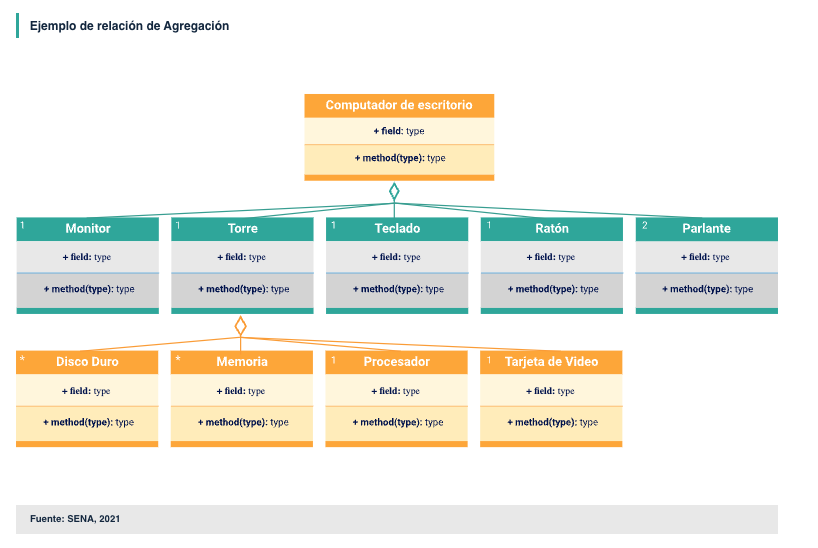 Ejemplo de relación de Agregación
Computador de escritorio
+ field: type
+ method(type): type
1 Monitor
+ field: type
+ method(type): type
1 Torre
+ field: type
+ method(type): type
1 Teclado
+ field: type
+ method(type): type
1 Ratón
+ field: type
+ method(type): type
2 Parlante
+ field: type
+ method(type): type
* Disco Duro
+ field: type
+ method(type): type
* Memoria
+ field: type
+ method(type): type
1 Procesador
+ field: type
+ method(type): type
1 Tarjeta de Video
+ field: type
+ method(type): type
Fuente: SENA, 2021